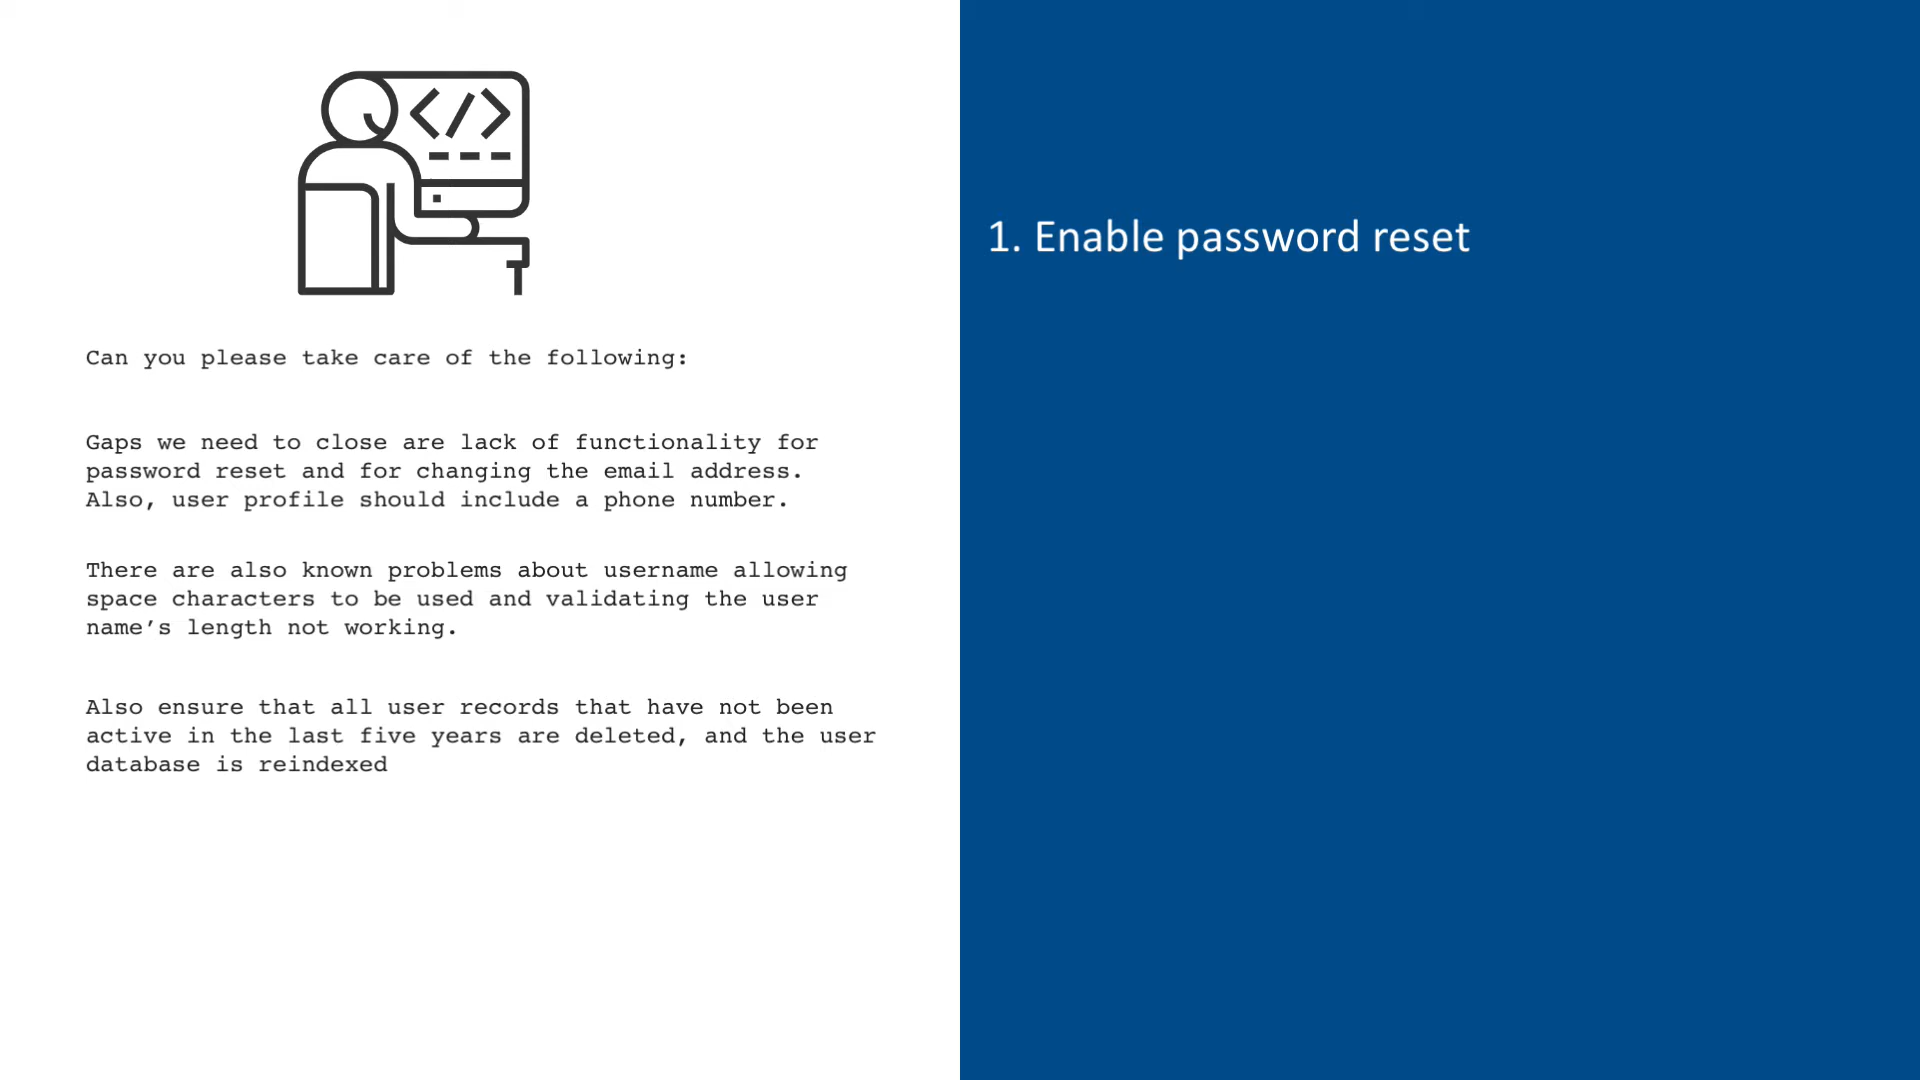 </>
Can you please take care of the following:
Gaps we need to close are lack of functionality for
password reset and for changing the email address.
Also, user profile should include a phone number.
There are also known problems about username allowing
space characters to be used and validating the user
name’s length not working.
Also ensure that all user records that have not been
active in the last five years are deleted, and the user
database is reindexed
1. Enable password reset